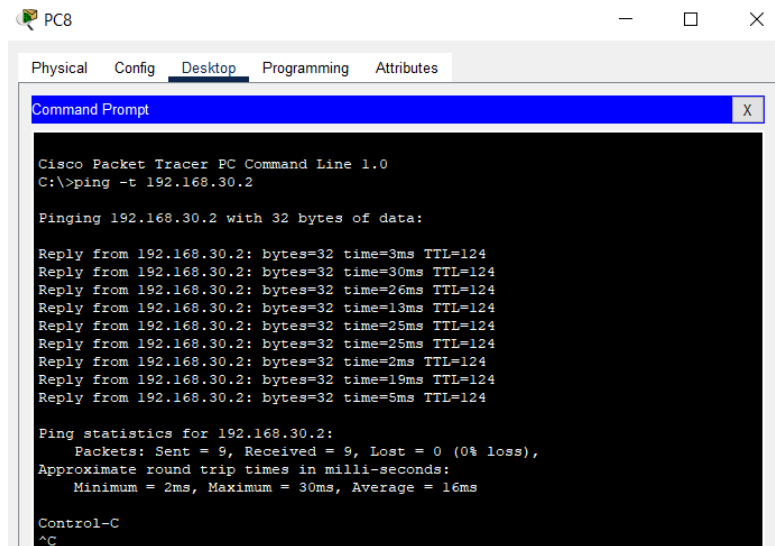 PC8
Physical Config Desktop Programming Attributes
Command Prompt X
Cisco Packet Tracer PC Command Line 1.0
C:\>ping -t 192.168.30.2
Pinging 192.168.30.2 with 32 bytes of data:
Reply from 192.168.30.2: bytes=32 time=3ms TTL=124
Reply from 192.168.30.2: bytes=32 time=30ms TTL=124
Reply from 192.168.30.2: bytes=32 time=26ms TTL=124
Reply from 192.168.30.2: bytes=32 time=13ms TTL=124
Reply from 192.168.30.2: bytes=32 time=25ms TTL=124
Reply from 192.168.30.2: bytes=32 time=25ms TTL=124
Reply from 192.168.30.2: bytes=32 time=2ms TTL=124
Reply from 192.168.30.2: bytes=32 time=19ms TTL=124
Reply from 192.168.30.2: bytes=32 time=5ms TTL=124
Ping statistics for 192.168.30.2:
Packets: Sent = 9, Received = 9, Lost = 0 (0% loss),
Approximate round trip times in milli-seconds:
Minimum = 2ms, Maximum = 30ms, Average = 16ms
Control-C
^C